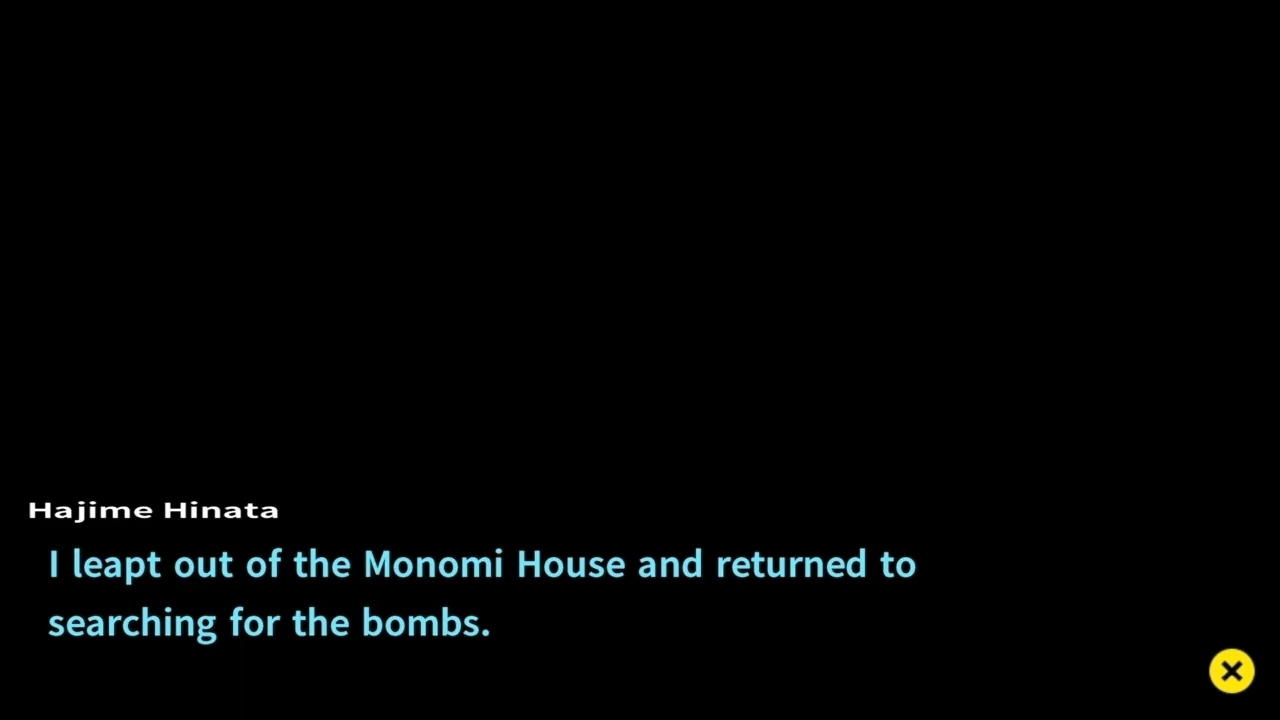 Hajime Hinata
I leapt out of the Monomi House and returned to
searching for the bombs.